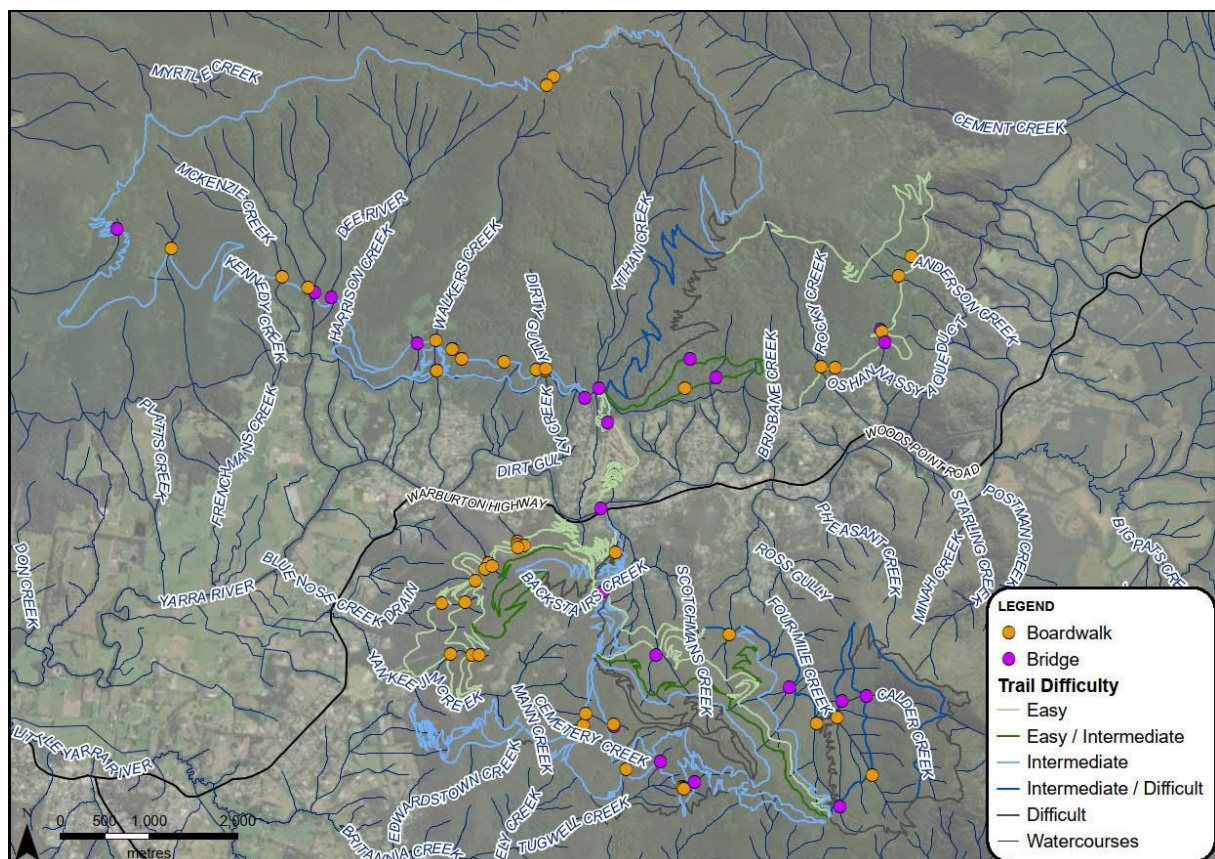 MYRTLE CREEK
CEMENT CREEK
MCKENZIE CREEK
DEE RIVER
HARRISON CREEK
KENNEDY CREEK
WALKERS CREEK
DIRTY GULLY
YTHAN CREEK
ROCKY CREEK
ANDERSON CREEK
OSHANNASSY AQUEDUCT
BRISBANE CREEK
PLATTS CREEK
FRENCHMANS CREEK
DIRT GULLY CREEK
WOODS POINT ROAD
WARBURTON HIGHWAY
DON CREEK
YARRA RIVER
BLUE NOSE CREEK
DRAIN
BACKSTAIRS CREEK
SCOTCHMANS CREEK
ROSS GULLY
PHEASANT CREEK
MINAH CREEK
STARLING CREEK
POSTMAN CREEK
BIG PATS CREEK
FOUR MILE CREEK
YANKEE JIM CREEK
MANN CREEK
CEMETERY CREEK
CALDER CREEK
LITTLE YARRA RIVER
EDWARDSTOWN CREEK
BRITANNIA CREEK
ELY CREEK
TUGWELL CREEK
N
0 500 1,000 2,000
metres
LEGEND
Boardwalk
Bridge
Trail Difficulty
Easy
Easy / Intermediate
Intermediate
Intermediate / Difficult
Difficult
Watercourses